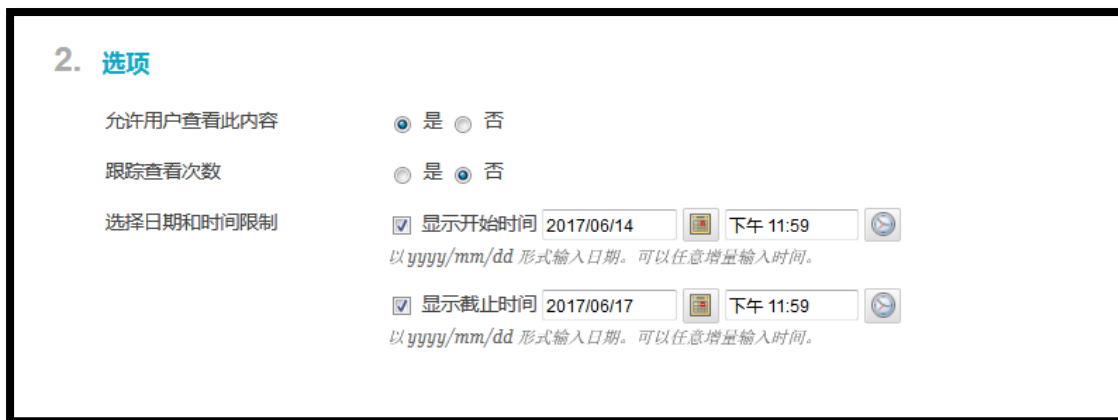 2. 选项
允许用户查看此内容 是 否
跟踪查看次数 是 否
选择日期和时间限制 显示开始时间 2017/06/14 下午 11:59
以 yyyy/mm/dd 形式输入日期。可以任意增量输入时间。
显示截止时间 2017/06/17 下午 11:59
以 yyyy/mm/dd 形式输入日期。可以任意增量输入时间。